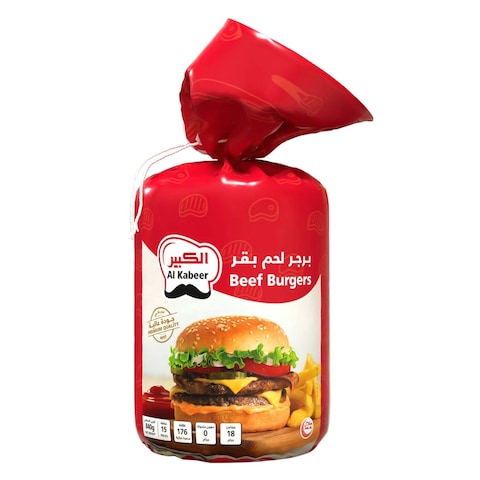 الكبير
Al Kabeer
برجر لحم بقر
Beef Burgers
جودة عالية
PREMIUM QUALITY
840g
15
176
0
18